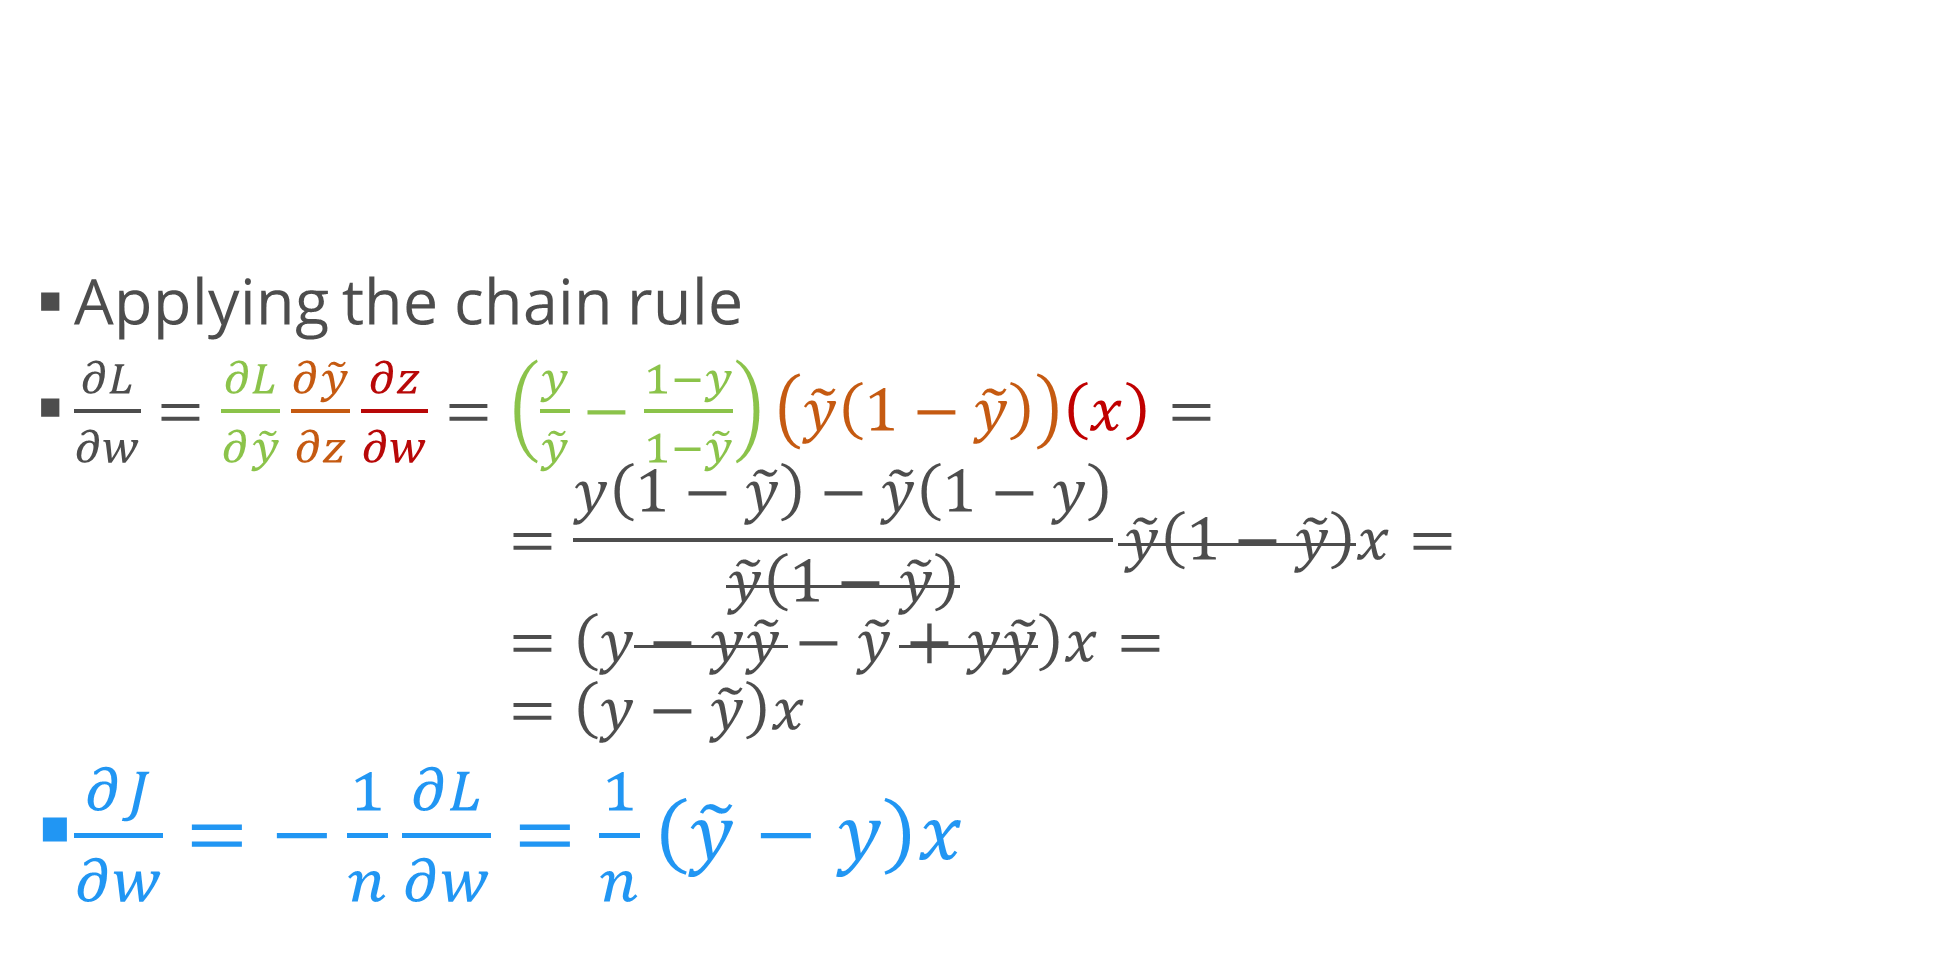 ▪ Applying the chain rule
▪ ∂L/∂w = ∂L/∂ỹ ∂ỹ/∂z ∂z/∂w = (y/ỹ − (1−y)/(1−ỹ)) (ỹ(1 − ỹ))(x) =
= (y(1 − ỹ) − ỹ(1 − y))/(ỹ(1 − ỹ)) ỹ(1 − ỹ)x =
= (y − yỹ − ỹ + yỹ)x =
= (y − ỹ)x
▪ ∂J/∂w = − 1/n ∂L/∂w = 1/n (ỹ − y)x